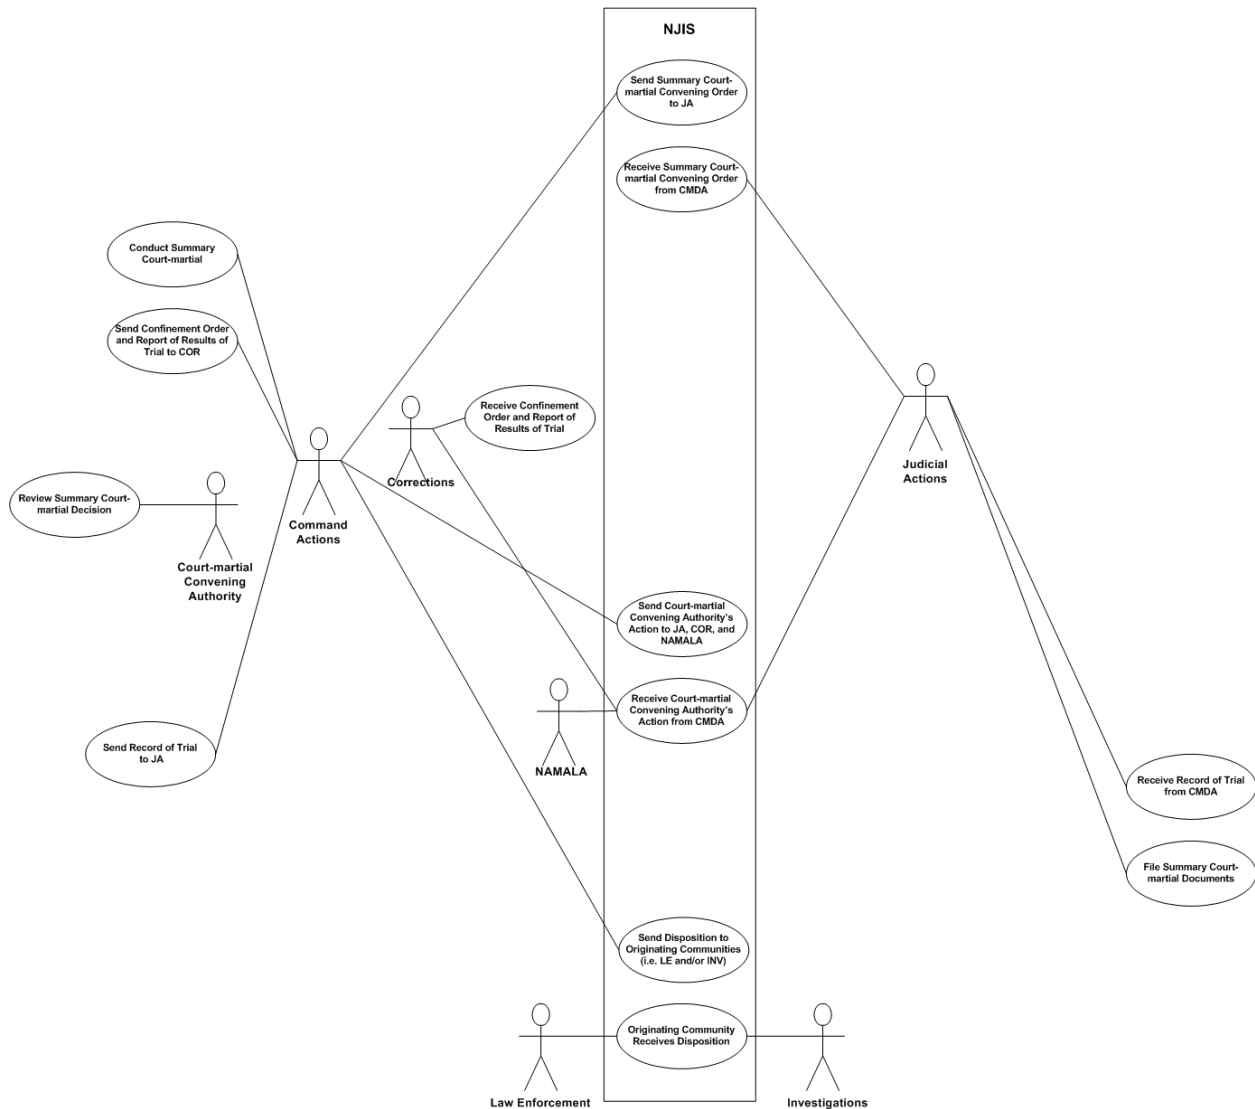 NJIS
Send Summary Court-
martial Convening Order
to JA
Receive Summary Court-
martial Convening Order
from CMDA
Conduct Summary
Court-martial
Send Confinement Order
and Report of Results of
Trial to COR
Receive Confinement
Order and Report of
Results of Trial
Corrections
Judicial
Actions
Review Summary Court-
martial Decision
Command
Actions
Court-martial
Convening
Authority
Send Court-martial
Convening Authority's
Action to JA, COR, and
NAMALA
Receive Court-martial
Convening Authority's
Action from CMDA
NAMALA
Send Record of Trial
to JA
Receive Record of Trial
from CMDA
File Summary Court-
martial Documents
Send Disposition to
Originating Communities
(i.e. LE and/or INV)
Originating Community
Receives Disposition
Law Enforcement
Investigations